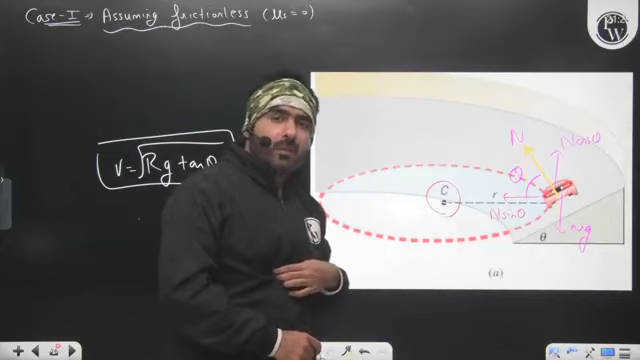 Case-I ⇒ Assuming frictionless (μs=0)
v=√Rg tanθ
N
Ncosθ
θ
C
r
Nsinθ
mg
θ
(a)